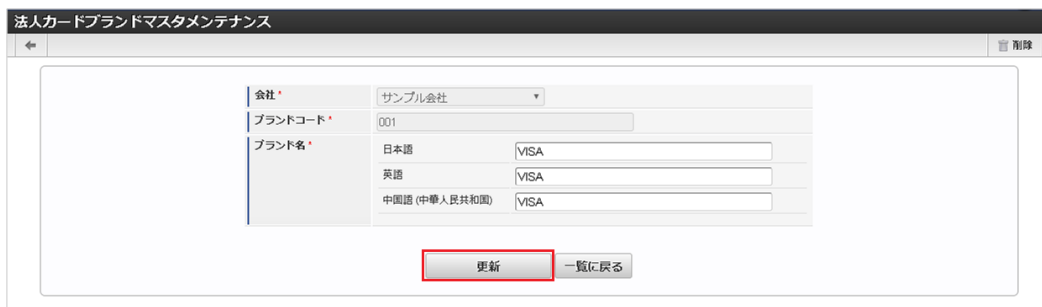 法人カードブランドマスタメンテナンス
削除
会社* サンプル会社
ブランドコード* 001
ブランド名* 日本語 VISA
英語 VISA
中国語 (中華人民共和国) VISA
更新 一覧に戻る